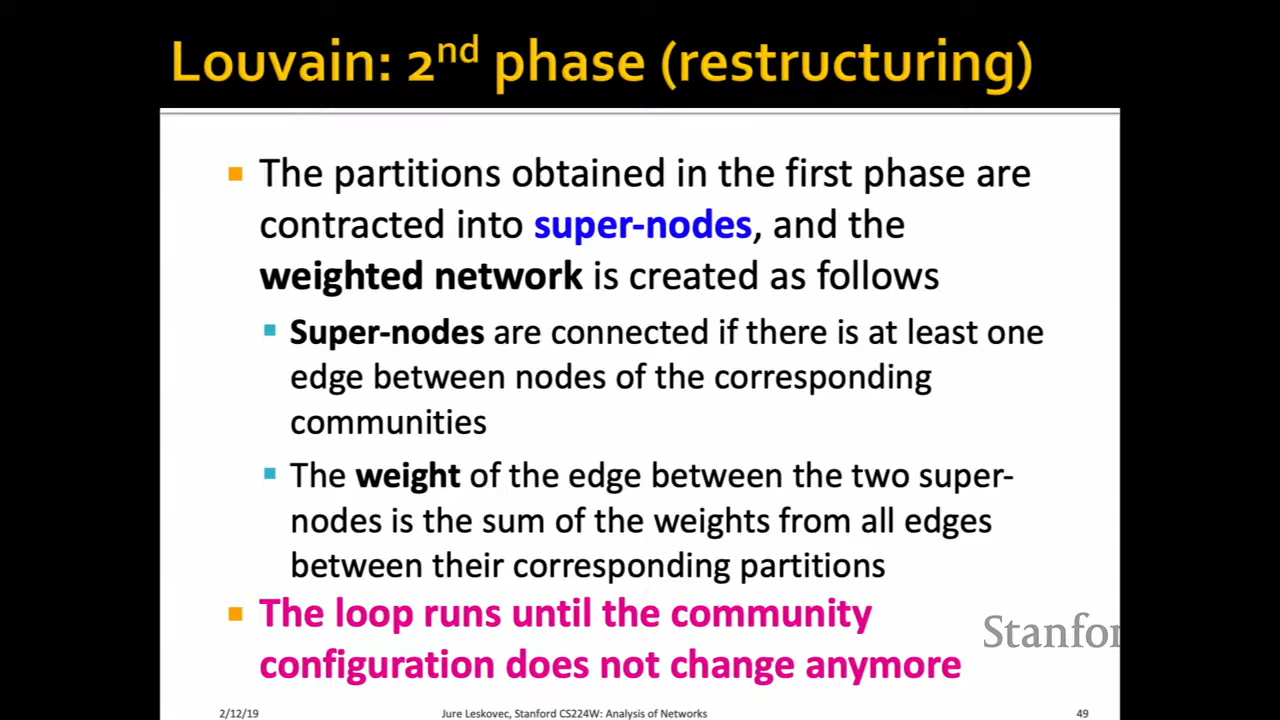 Louvain: 2nd phase (restructuring)
The partitions obtained in the first phase are
contracted into super-nodes, and the
weighted network is created as follows
Super-nodes are connected if there is at least one
edge between nodes of the corresponding
communities
The weight of the edge between the two super-
nodes is the sum of the weights from all edges
between their corresponding partitions
The loop runs until the community
configuration does not change anymore
Stanfor
2/12/19
Jure Leskovec, Stanford CS224W: Analysis of Networks
49